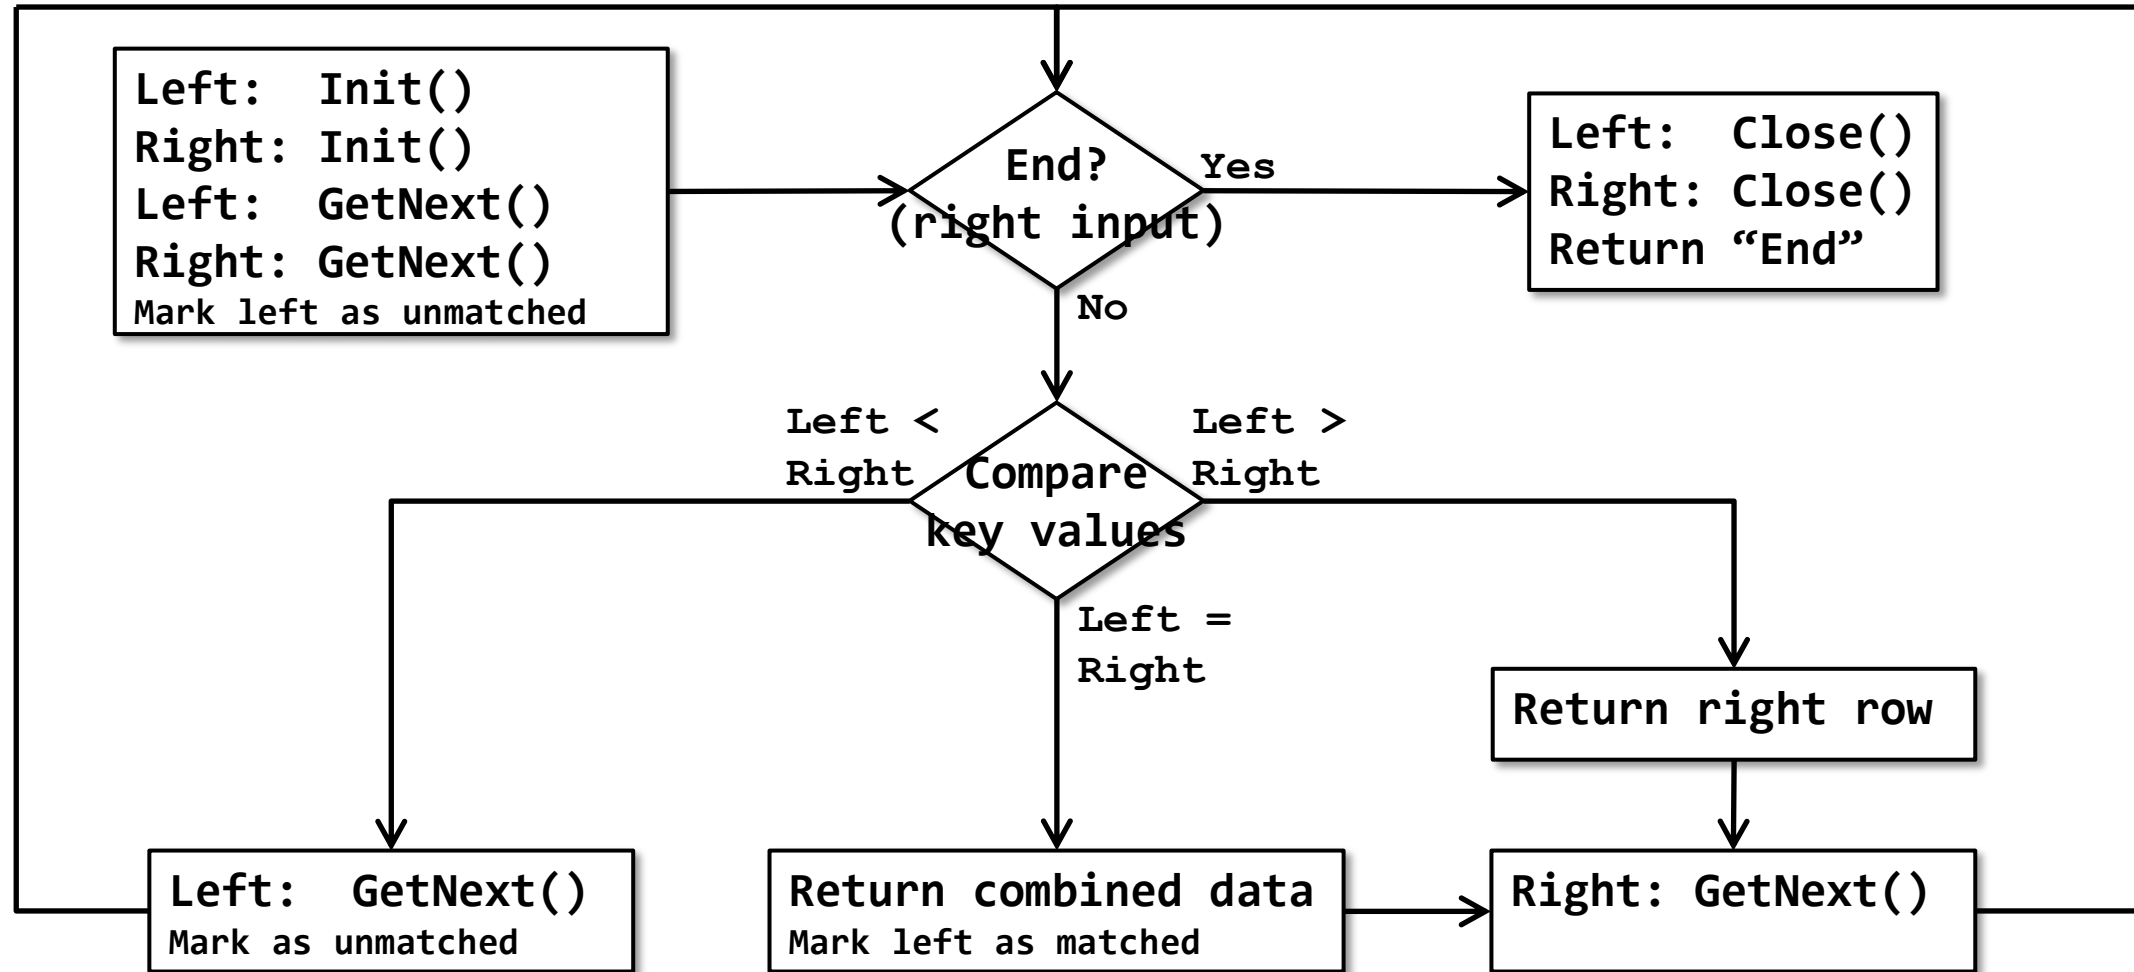 Left:  Init()
Right: Init()
Left:  GetNext()
Right: GetNext()
Mark left as unmatched
End?
(right input)
Yes
Left:  Close()
Right: Close()
Return “End”
No
Left <
Right
Compare
key values
Left >
Right
Left =
Right
Return right row
Left:  GetNext()
Mark as unmatched
Return combined data
Mark left as matched
Right: GetNext()